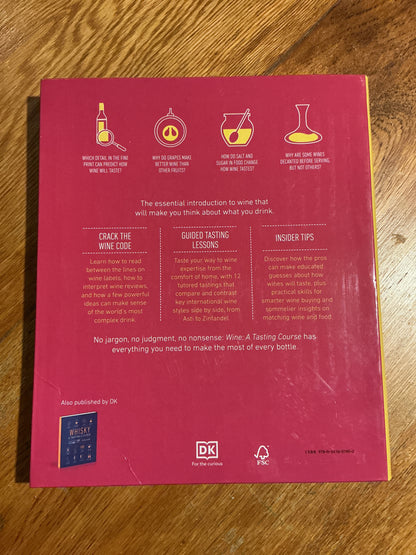 WHICH DETAIL IN THE FINE
PRINT CAN PREDICT HOW
WINE WILL TASTE?
WHY DO GRAPES MAKE
BETTER WINE THAN
OTHER FRUITS?
HOW DO SALT AND
SUGAR IN FOOD CHANGE
HOW WINE TASTES?
WHY ARE SOME WINES
DECANTED BEFORE SERVING,
BUT NOT OTHERS?
The essential introduction to wine that
will make you think about what you drink.
CRACK THE
WINE CODE
Learn how to read
between the lines on
wine labels, how to
interpret wine reviews,
and how a few powerful
ideas can make sense
of the world's most
complex drink.
GUIDED TASTING
LESSONS
Taste your way to wine
expertise from the
comfort of home, with 12
tutored tastings that
compare and contrast
key international wine
styles side by side, from
Asti to Zinfandel.
INSIDER TIPS
Discover how the pros
can make educated
guesses about how
wines will taste, plus
practical skills for
smarter wine buying and
sommelier insights on
matching wine and food.
No jargon, no judgment, no nonsense: Wine: A Tasting Course has
everything you need to make the most of every bottle.
Also published by DK
WHISKY
DK
For the curious
FSC
ISBN